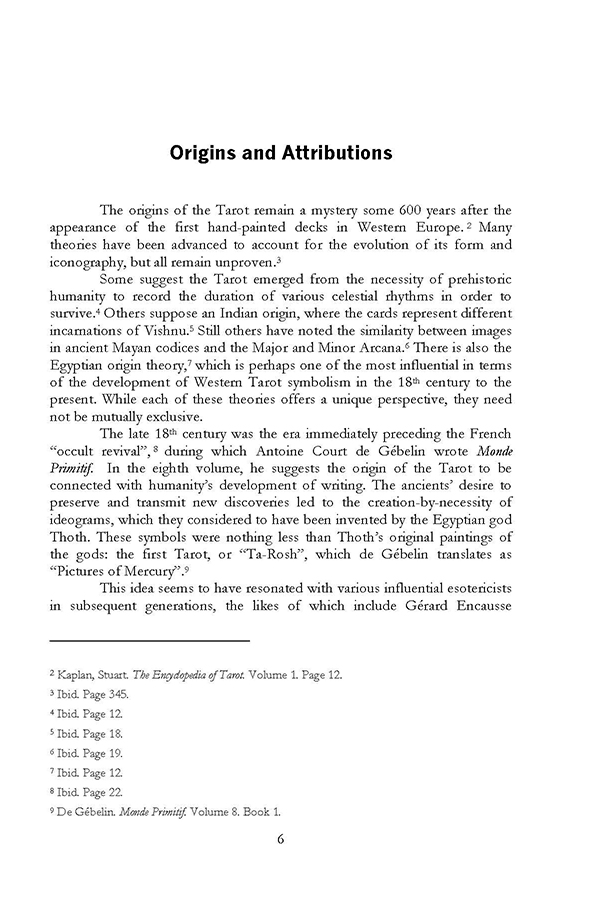 Origins and Attributions
The origins of the Tarot remain a mystery some 600 years after the
appearance of the first hand-painted decks in Western Europe.² Many
theories have been advanced to account for the evolution of its form and
iconography, but all remain unproven.³
Some suggest the Tarot emerged from the necessity of prehistoric
humanity to record the duration of various celestial rhythms in order to
survive.⁴ Others suppose an Indian origin, where the cards represent different
incarnations of Vishnu.⁵ Still others have noted the similarity between images
in ancient Mayan codices and the Major and Minor Arcana.⁶ There is also the
Egyptian origin theory,⁷ which is perhaps one of the most influential in terms
of the development of Western Tarot symbolism in the 18th century to the
present. While each of these theories offers a unique perspective, they need
not be mutually exclusive.
The late 18th century was the era immediately preceding the French
“occult revival”,⁸ during which Antoine Court de Gébelin wrote Monde
Primitif. In the eighth volume, he suggests the origin of the Tarot to be
connected with humanity’s development of writing. The ancients’ desire to
preserve and transmit new discoveries led to the creation-by-necessity of
ideograms, which they considered to have been invented by the Egyptian god
Thoth. These symbols were nothing less than Thoth’s original paintings of
the gods: the first Tarot, or “Ta-Rosh”, which de Gébelin translates as
“Pictures of Mercury”.⁹
This idea seems to have resonated with various influential esotericists
in subsequent generations, the likes of which include Gérard Encausse
² Kaplan, Stuart. The Encyclopedia of Tarot. Volume 1. Page 12.
³ Ibid. Page 345.
⁴ Ibid. Page 12.
⁵ Ibid. Page 18.
⁶ Ibid. Page 19.
⁷ Ibid. Page 12.
⁸ Ibid. Page 22.
⁹ De Gébelin. Monde Primitif. Volume 8. Book 1.
6